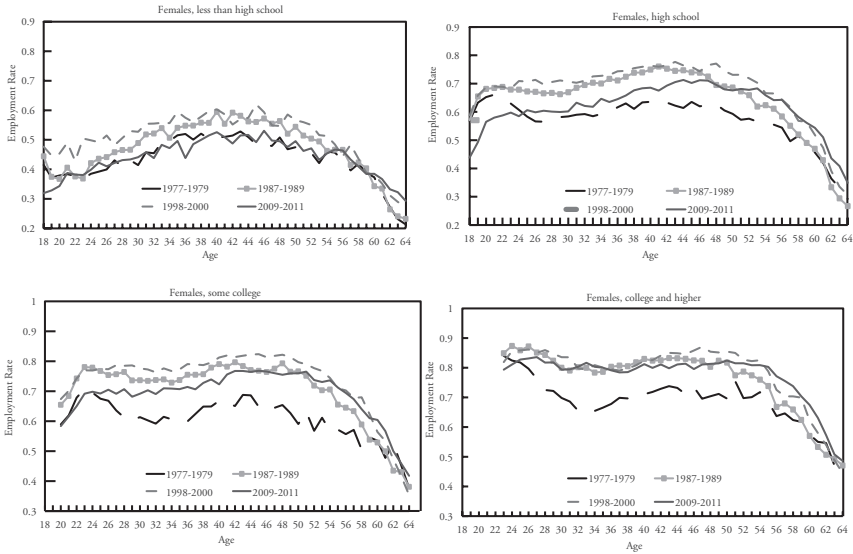 Females, less than high school
0.9
0.8
0.7
0.6
0.5
0.4
0.3
0.2
Employment Rate
1977-1979 1987-1989
1998-2000 2009-2011
18 20 22 24 26 28 30 32 34 36 38 40 42 44 46 48 50 52 54 56 58 60 62 64
Age
Females, high school
0.9
0.8
0.7
0.6
0.5
0.4
0.3
0.2
Employment Rate
1977-1979 1987-1989
1998-2000 2009-2011
18 20 22 24 26 28 30 32 34 36 38 40 42 44 46 48 50 52 54 56 58 60 62 64
Age
Females, some college
1
0.9
0.8
0.7
0.6
0.5
0.4
0.3
Employment Rate
1977-1979 1987-1989
1998-2000 2009-2011
18 20 22 24 26 28 30 32 34 36 38 40 42 44 46 48 50 52 54 56 58 60 62 64
Age
Females, college and higher
1
0.9
0.8
0.7
0.6
0.5
0.4
0.3
Employment Rate
1977-1979 1987-1989
1998-2000 2009-2011
18 20 22 24 26 28 30 32 34 36 38 40 42 44 46 48 50 52 54 56 58 60 62 64
Age